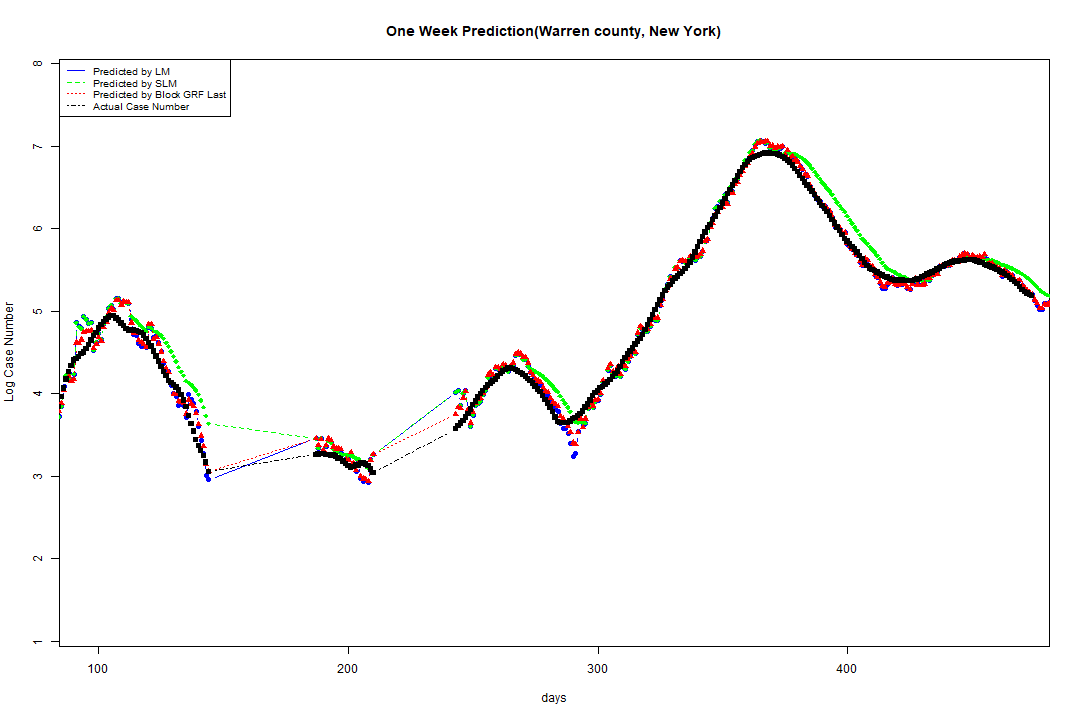 One Week Prediction(Warren county, New York)
Predicted by LM
Predicted by SLM
Predicted by Block GRF Last
Actual Case Number
8
7
6
5
4
3
2
1
Log Case Number
100 200 300 400
days